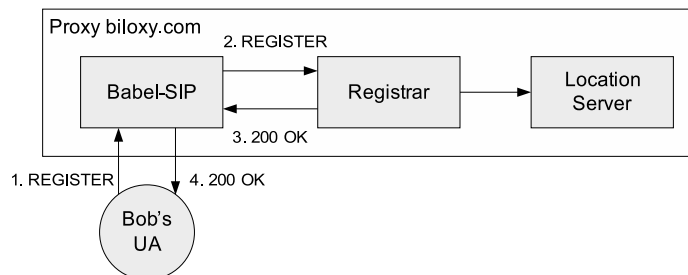 Proxy biloxy.com
2. REGISTER
Babel-SIP
Registrar
Location
Server
3. 200 OK
1. REGISTER
4. 200 OK
Bob's
UA